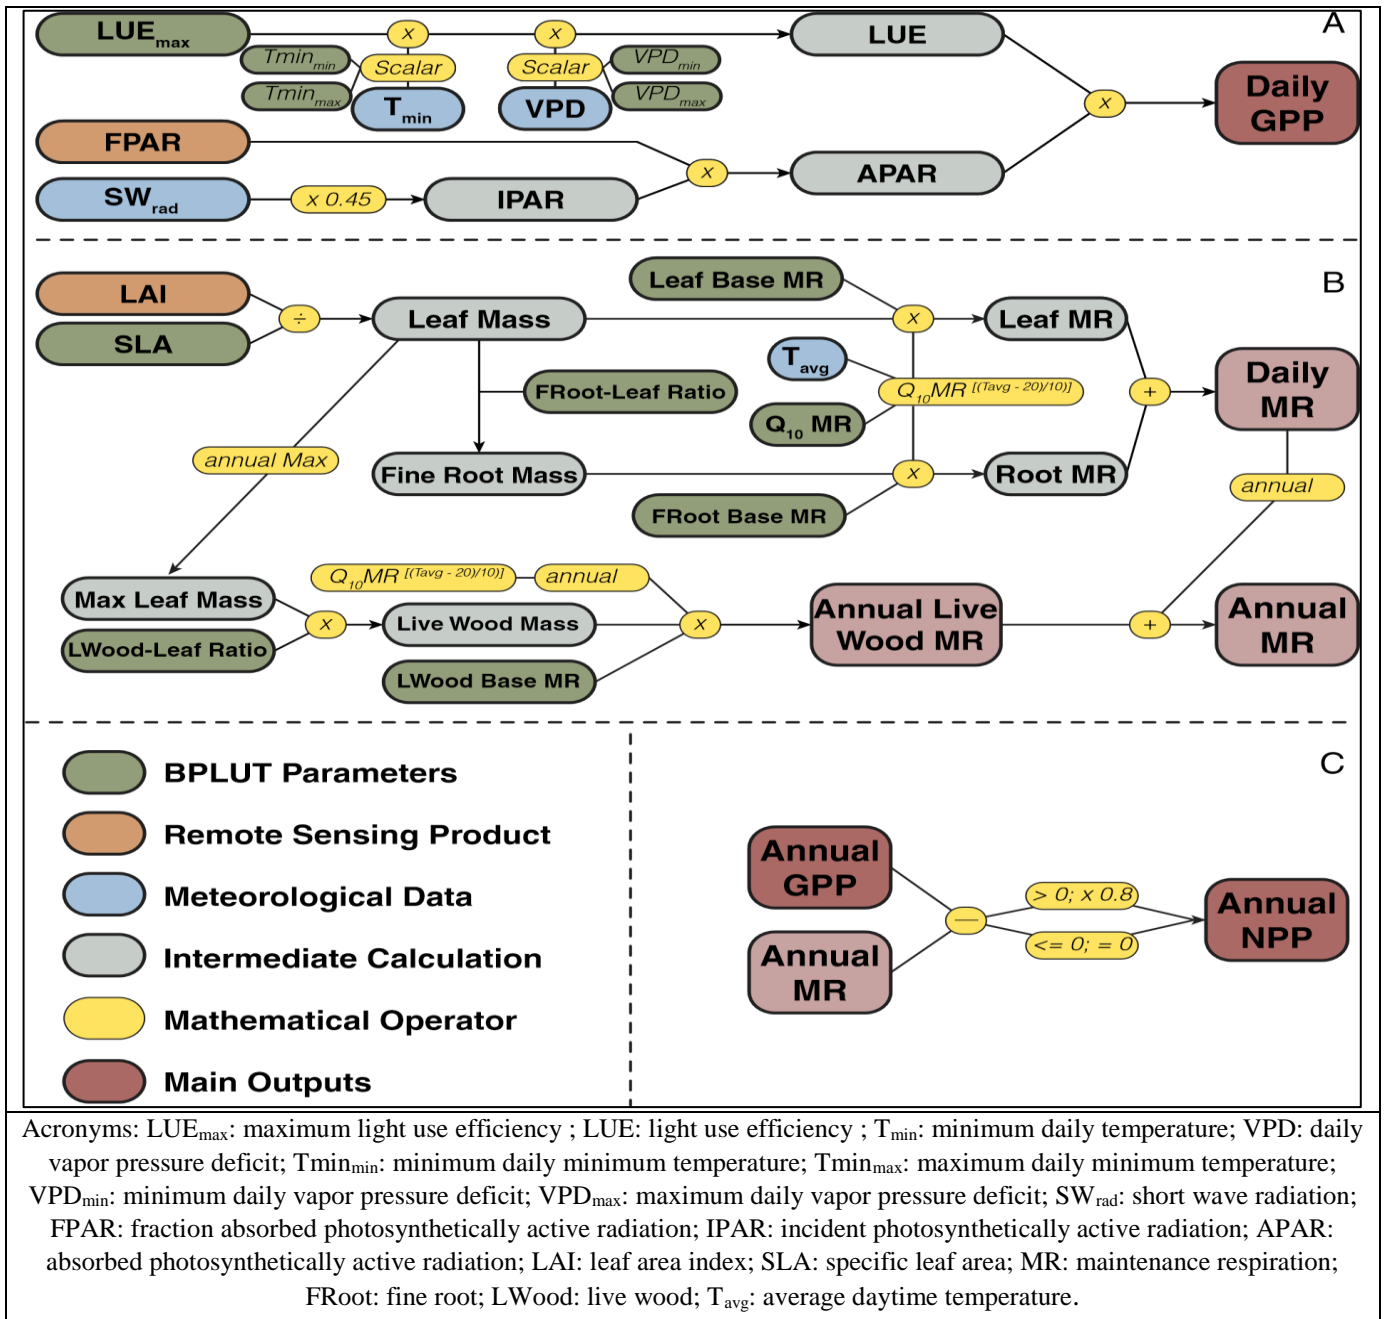 A
LUEmax
x
x
LUE
Tminmin
Scalar
Scalar
VPDmin
Tminmax
VPDmax
Tmin
VPD
x
Daily
GPP
FPAR
x
APAR
SWrad
x 0.45
IPAR
B
LAI
SLA
÷
Leaf Mass
Leaf Base MR
x
Leaf MR
Tavg
FRoot-Leaf Ratio
Q10MR [(Tavg - 20)/10)]
Q10 MR
+
Daily
MR
annual Max
Fine Root Mass
x
Root MR
FRoot Base MR
annual
Q10MR [(Tavg - 20)/10)]
annual
Max Leaf Mass
x
Live Wood Mass
x
LWood-Leaf Ratio
LWood Base MR
Annual Live
Wood MR
+
Annual
MR
BPLUT Parameters
Remote Sensing Product
Meteorological Data
Intermediate Calculation
Mathematical Operator
Main Outputs
C
Annual
GPP
Annual
MR
—
> 0; x 0.8
<= 0; = 0
Annual
NPP
Acronyms: LUEmax: maximum light use efficiency ; LUE: light use efficiency ; Tmin: minimum daily temperature; VPD: daily
vapor pressure deficit; Tminmin: minimum daily minimum temperature; Tminmax: maximum daily minimum temperature;
VPDmin: minimum daily vapor pressure deficit; VPDmax: maximum daily vapor pressure deficit; SWrad: short wave radiation;
FPAR: fraction absorbed photosynthetically active radiation; IPAR: incident photosynthetically active radiation; APAR:
absorbed photosynthetically active radiation; LAI: leaf area index; SLA: specific leaf area; MR: maintenance respiration;
FRoot: fine root; LWood: live wood; Tavg: average daytime temperature.